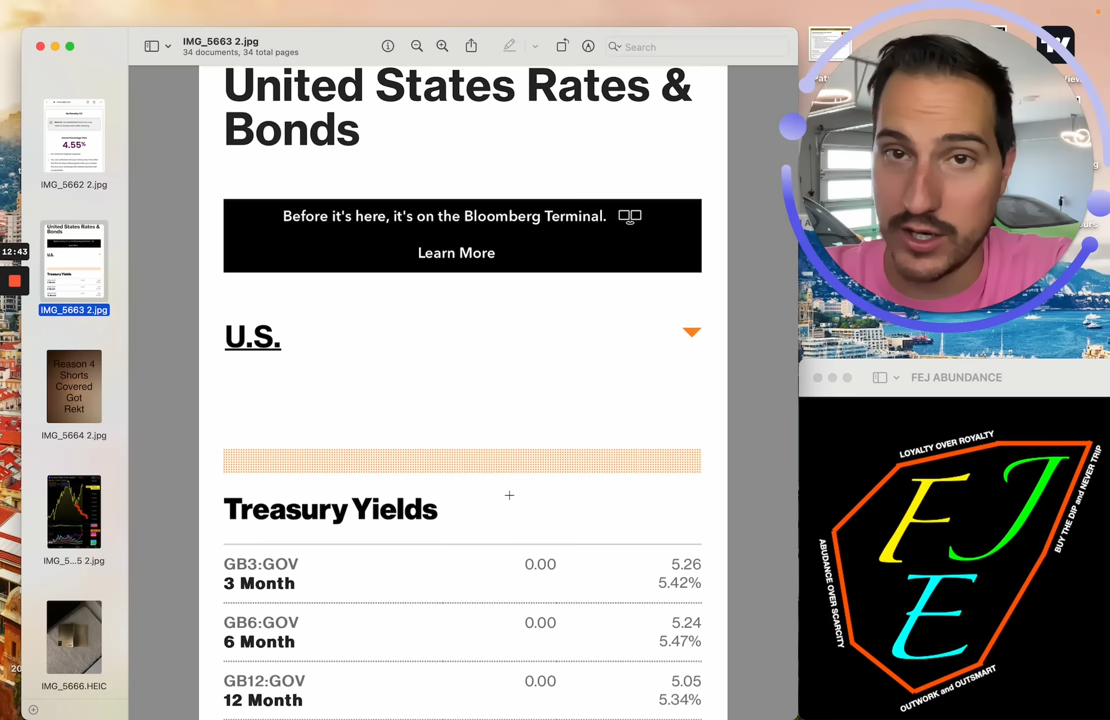 IMG_5663 2.jpg
34 documents, 34 total pages
Search
4.55%
IMG_5662 2.jpg
United States Rates & Bonds
U.S.
Treasury Yields
IMG_5663 2.jpg
12:43
Reason 4
Shorts
Covered
Got
Rekt
IMG_5664 2.jpg
IMG_5...5 2.jpg
IMG_5666.HEIC
United States Rates &
Bonds
Before it's here, it's on the Bloomberg Terminal.
Learn More
U.S.
Treasury Yields
GB3:GOV 0.00 5.26
3 Month 5.42%
GB6:GOV 0.00 5.24
6 Month 5.47%
GB12:GOV 0.00 5.05
12 Month 5.34%
FEJ ABUNDANCE
LOYALTY OVER ROYALTY
BUY THE DIP and NEVER TRIP
ABUDANCE OVER SCARCITY
OUTWORK and OUTSMART
FJ
E
20